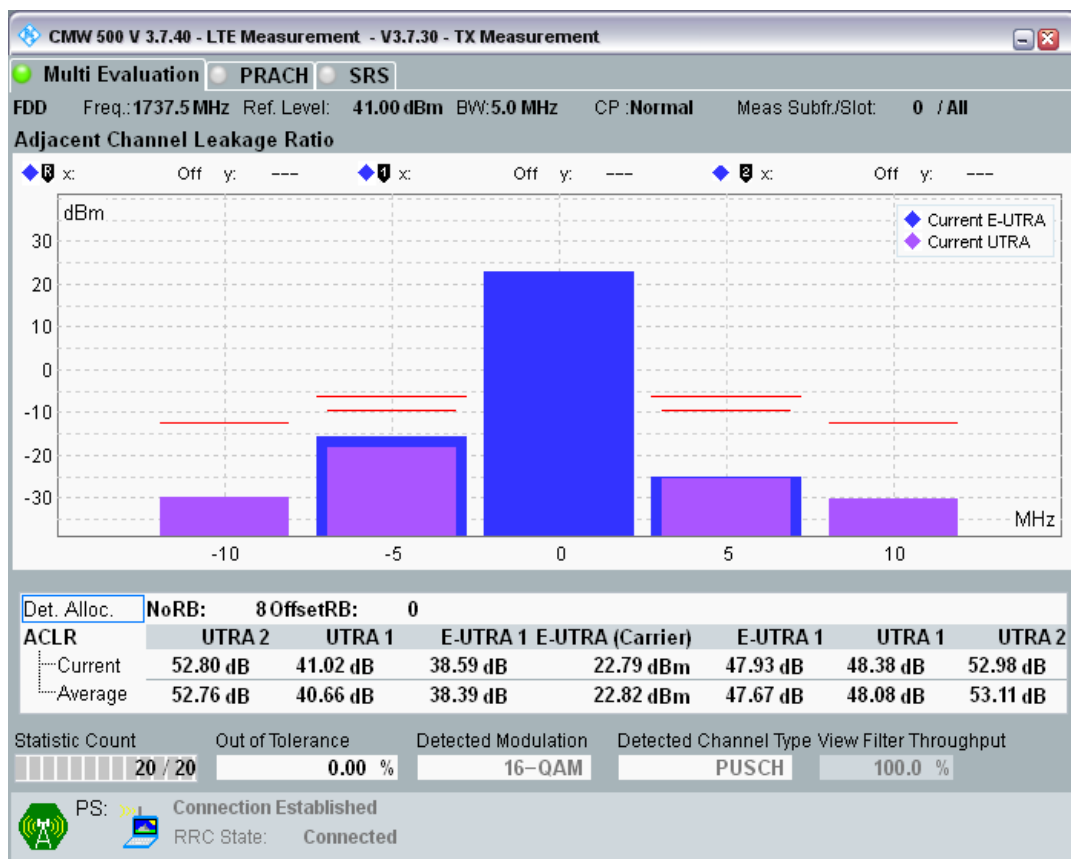 CMW 500 V 3.7.40 - LTE Measurement - V3.7.30 - TX Measurement
Multi Evaluation PRACH SRS
FDD Freq.:1737.5 MHz Ref. Level: 41.00 dBm BW:5.0 MHz CP :Normal Meas Subfr./Slot: 0 / All
Adjacent Channel Leakage Ratio
R x: Off y: --- 1 x: Off y: --- 2 x: Off y: ---
dBm
Current E-UTRA
Current UTRA
30
20
10
0
-10
-20
-30
MHz
-10 -5 0 5 10
Det. Alloc. NoRB: 8 OffsetRB: 0
ACLR UTRA 2 UTRA 1 E-UTRA 1 E-UTRA (Carrier) E-UTRA 1 UTRA 1 UTRA 2
Current 52.80 dB 41.02 dB 38.59 dB 22.79 dBm 47.93 dB 48.38 dB 52.98 dB
Average 52.76 dB 40.66 dB 38.39 dB 22.82 dBm 47.67 dB 48.08 dB 53.11 dB
Statistic Count Out of Tolerance Detected Modulation Detected Channel Type View Filter Throughput
20 / 20 0.00 % 16-QAM PUSCH 100.0 %
PS: Connection Established
RRC State: Connected